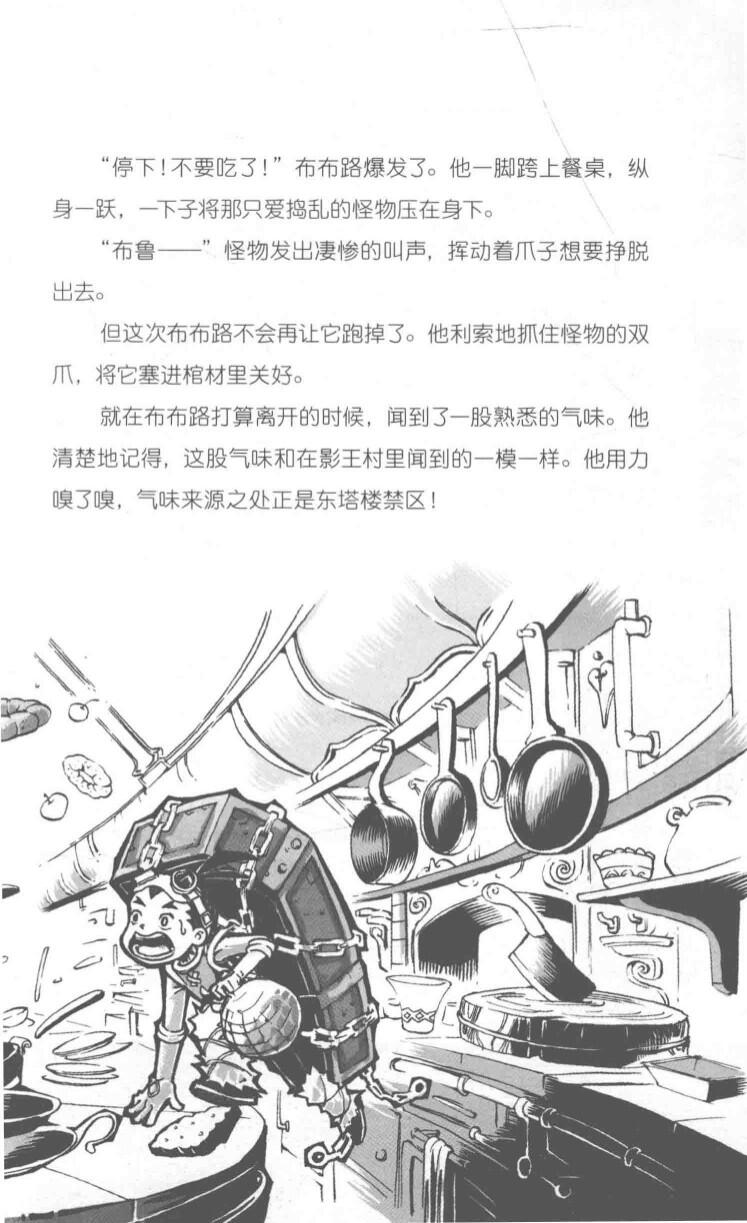 “停下！不要吃了！”布布路爆发了。他一脚跨上餐桌，纵
身一跃，一下子将那只爱捣乱的怪物压在身下。
“布鲁——”怪物发出凄惨的叫声，挥动着爪子想要挣脱
出去。
但这次布布路不会再让它跑掉了。他利索地抓住怪物的双
爪，将它塞进棺材里关好。
就在布布路打算离开的时候，闻到了一股熟悉的气味。他
清楚地记得，这股气味和在影王村里闻到的一模一样。他用力
嗅了嗅，气味来源之处正是东塔楼禁区！